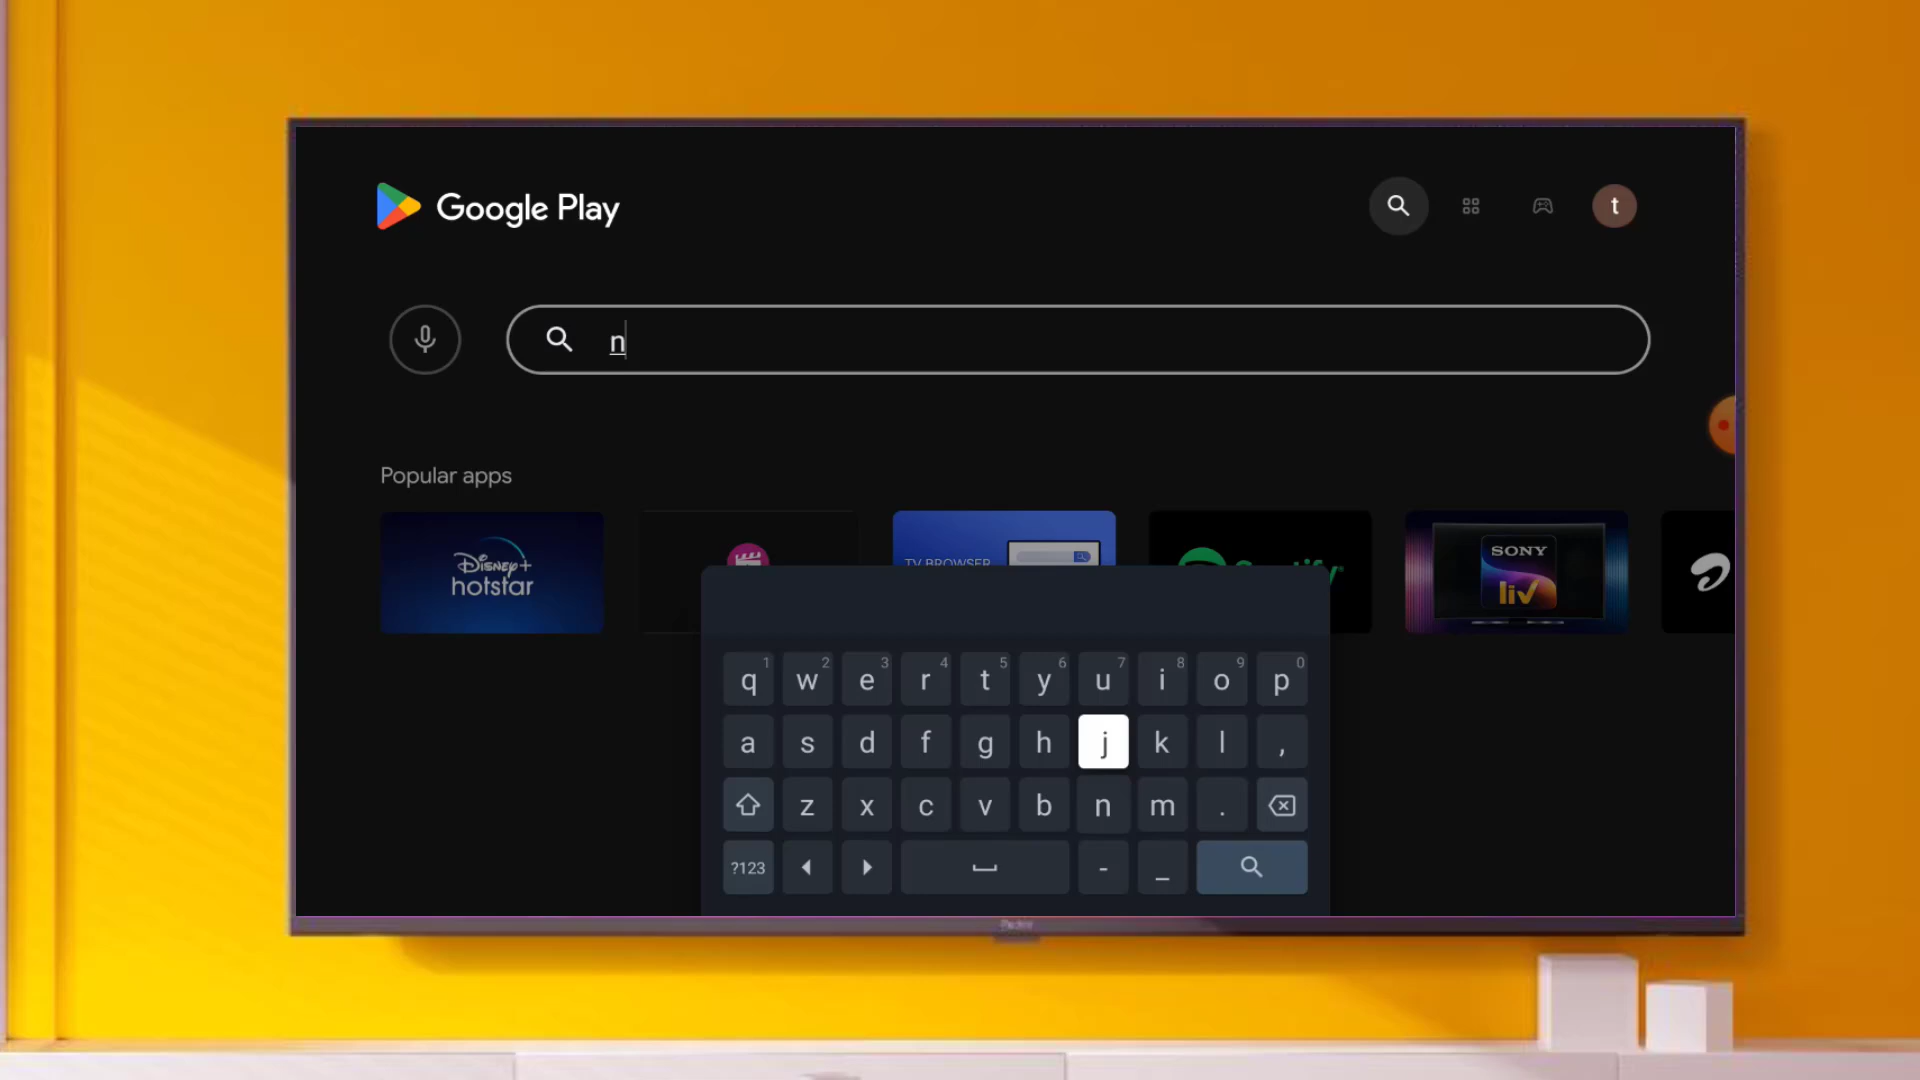 Google Play
t
n
Popular apps
Disney+
hotstar
TV BROWSER
Spotify
SONY
liv
q 1 w 2 e 3 r 4 t 5 y 6 u 7 i 8 o 9 p 0
a s d f g h j k l ,
z x c v b n m .
?123 - _